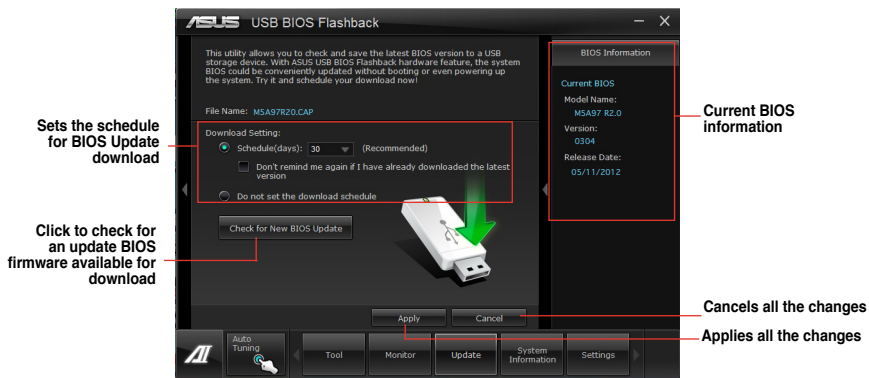 ASUS USB BIOS Flashback
This utility allows you to check and save the latest BIOS version to a USB
storage device. With ASUS USB BIOS Flashback hardware feature, the system
BIOS could be conveniently updated without booting or even powering up
the system. Try it and schedule your download now!
File Name: M5A97R20.CAP
Download Setting:
Schedule(days): 30 (Recommended)
Don't remind me again if I have already downloaded the latest
version
Do not set the download schedule
Check for New BIOS Update
Apply Cancel
BIOS Information
Current BIOS
Model Name:
M5A97 R2.0
Version:
0304
Release Date:
05/11/2012
Auto
Tuning
Tool
Monitor
Update
System
Information
Settings
Sets the schedule
for BIOS Update
download
Click to check for
an update BIOS
firmware available for
download
Current BIOS
information
Cancels all the changes
Applies all the changes